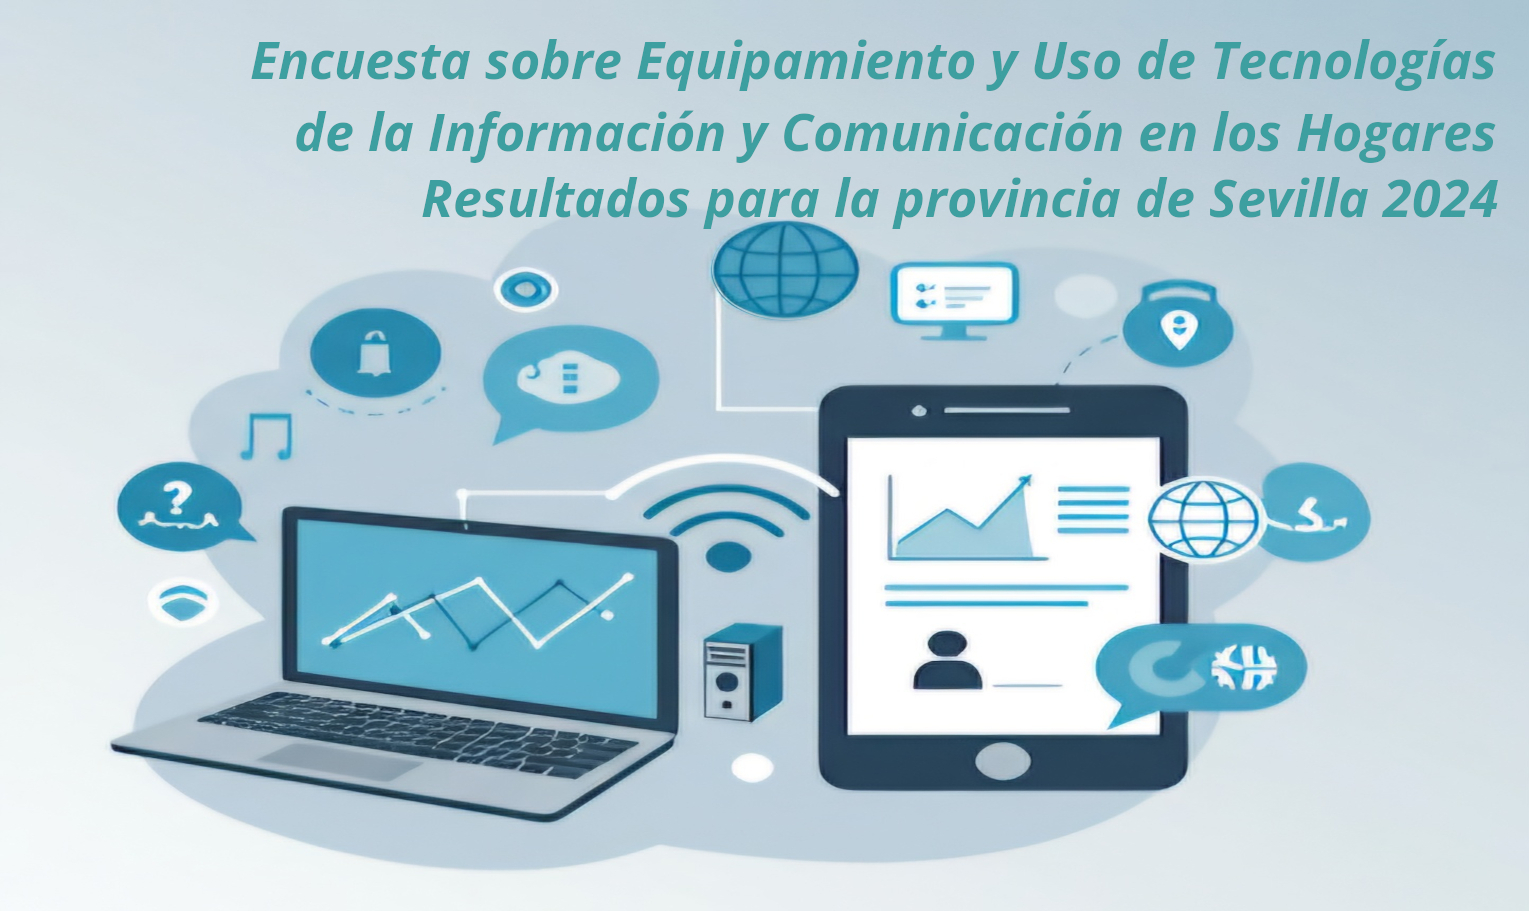 Encuesta sobre Equipamiento y Uso de Tecnologías
de la Información y Comunicación en los Hogares
Resultados para la provincia de Sevilla 2024
?